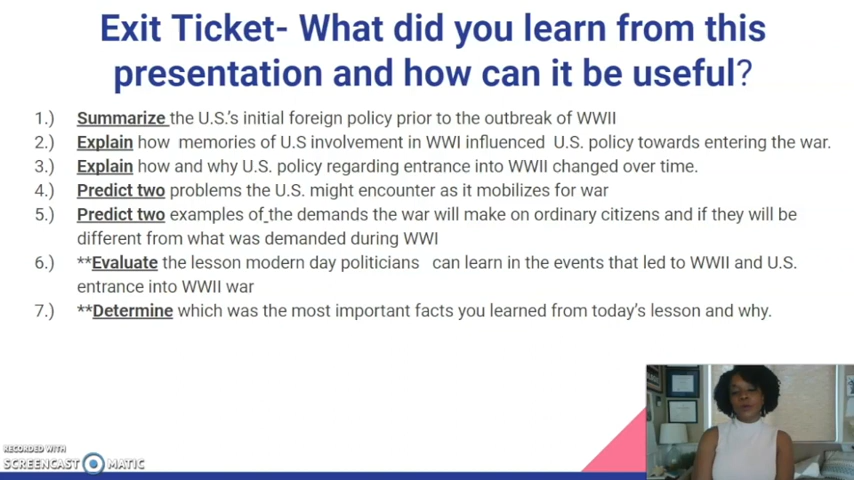 Exit Ticket- What did you learn from this
presentation and how can it be useful?
1.) Summarize the U.S.'s initial foreign policy prior to the outbreak of WWII
2.) Explain how memories of U.S involvement in WWI influenced U.S. policy towards entering the war.
3.) Explain how and why U.S. policy regarding entrance into WWII changed over time.
4.) Predict two problems the U.S. might encounter as it mobilizes for war
5.) Predict two examples of the demands the war will make on ordinary citizens and if they will be
different from what was demanded during WWI
6.) **Evaluate the lesson modern day politicians can learn in the events that led to WWII and U.S.
entrance into WWII war
7.) **Determine which was the most important facts you learned from today's lesson and why.
RECORDED WITH
SCREENCAST MATIC